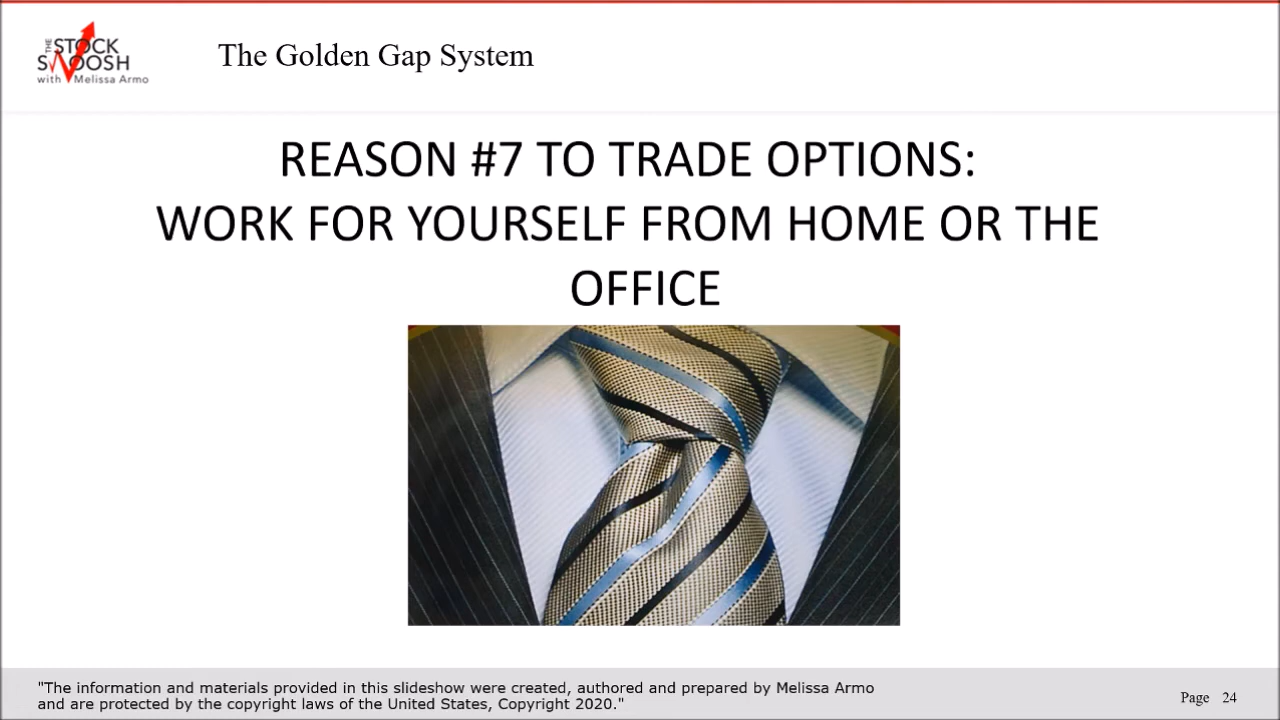 THE
STOCK
SWOOSH
with Melissa Armo
The Golden Gap System
REASON #7 TO TRADE OPTIONS:
WORK FOR YOURSELF FROM HOME OR THE
OFFICE
"The information and materials provided in this slideshow were created, authored and prepared by Melissa Armo
and are protected by the copyright laws of the United States, Copyright 2020."
Page 24